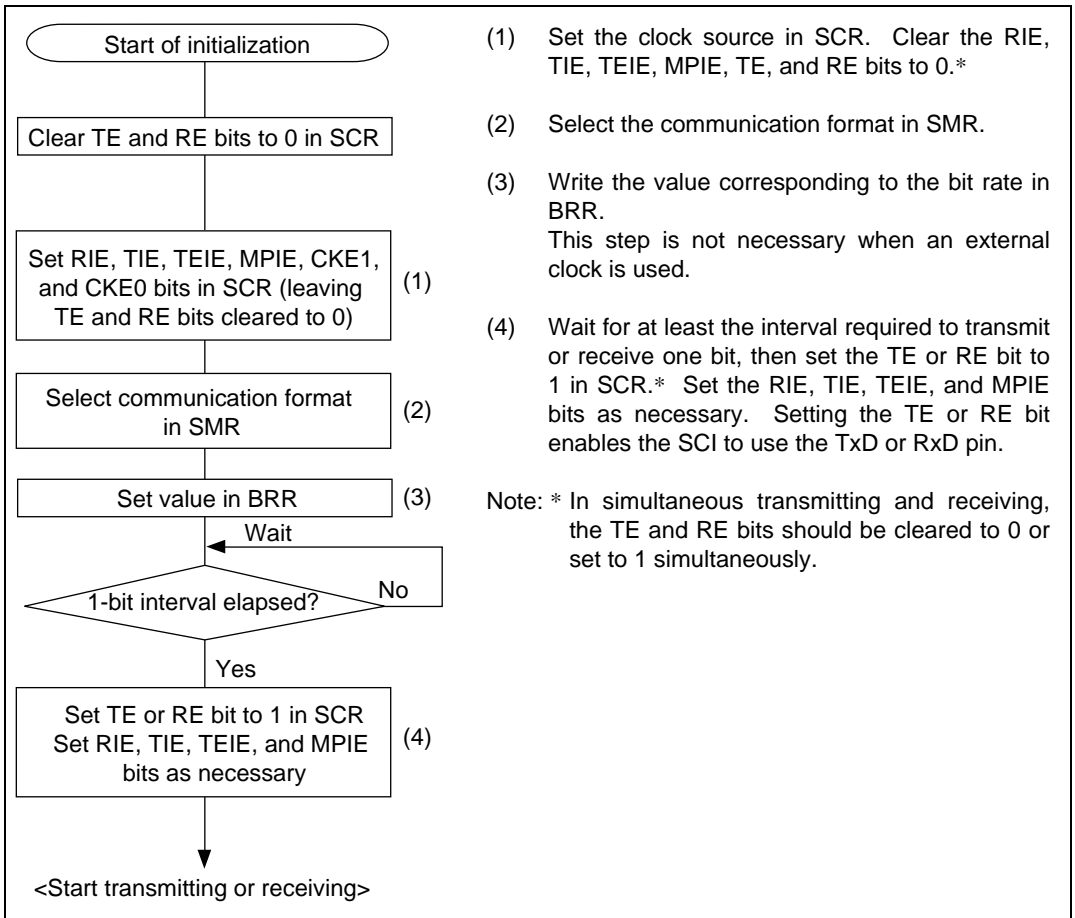 Start of initialization
Clear TE and RE bits to 0 in SCR
Set RIE, TIE, TEIE, MPIE, CKE1,
and CKE0 bits in SCR (leaving
TE and RE bits cleared to 0)
(1)
Select communication format
in SMR
(2)
Set value in BRR
(3)
Wait
1-bit interval elapsed?
No
Yes
Set TE or RE bit to 1 in SCR
Set RIE, TIE, TEIE, and MPIE
bits as necessary
(4)
<Start transmitting or receiving>
(1) Set the clock source in SCR. Clear the RIE,
TIE, TEIE, MPIE, TE, and RE bits to 0.*
(2) Select the communication format in SMR.
(3) Write the value corresponding to the bit rate in
BRR.
This step is not necessary when an external
clock is used.
(4) Wait for at least the interval required to transmit
or receive one bit, then set the TE or RE bit to
1 in SCR.* Set the RIE, TIE, TEIE, and MPIE
bits as necessary. Setting the TE or RE bit
enables the SCI to use the TxD or RxD pin.
Note: * In simultaneous transmitting and receiving,
the TE and RE bits should be cleared to 0 or
set to 1 simultaneously.